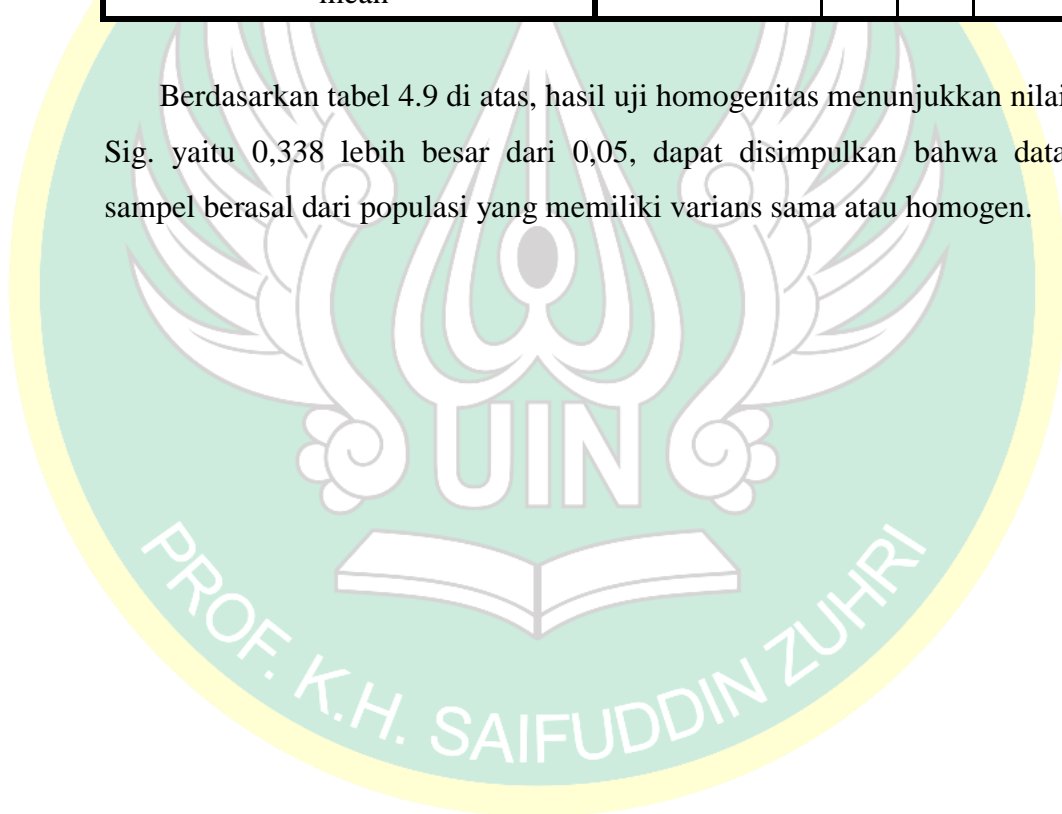 mean
Berdasarkan tabel 4.9 di atas, hasil uji homogenitas menunjukkan nilai
Sig. yaitu 0,338 lebih besar dari 0,05, dapat disimpulkan bahwa data
sampel berasal dari populasi yang memiliki varians sama atau homogen.
UIN
PROF. K.H. SAIFUDDIN ZUHRI